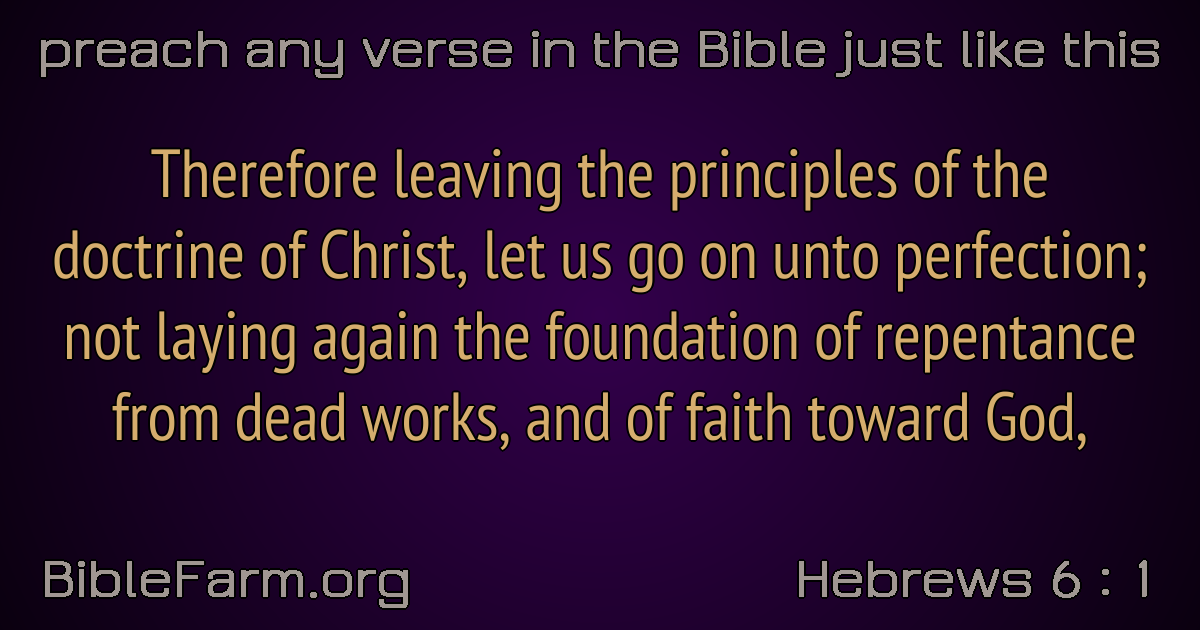 preach any verse in the Bible just like this
Therefore leaving the principles of the
doctrine of Christ, let us go on unto perfection;
not laying again the foundation of repentance
from dead works, and of faith toward God,
BibleFarm.org
Hebrews 6 : 1